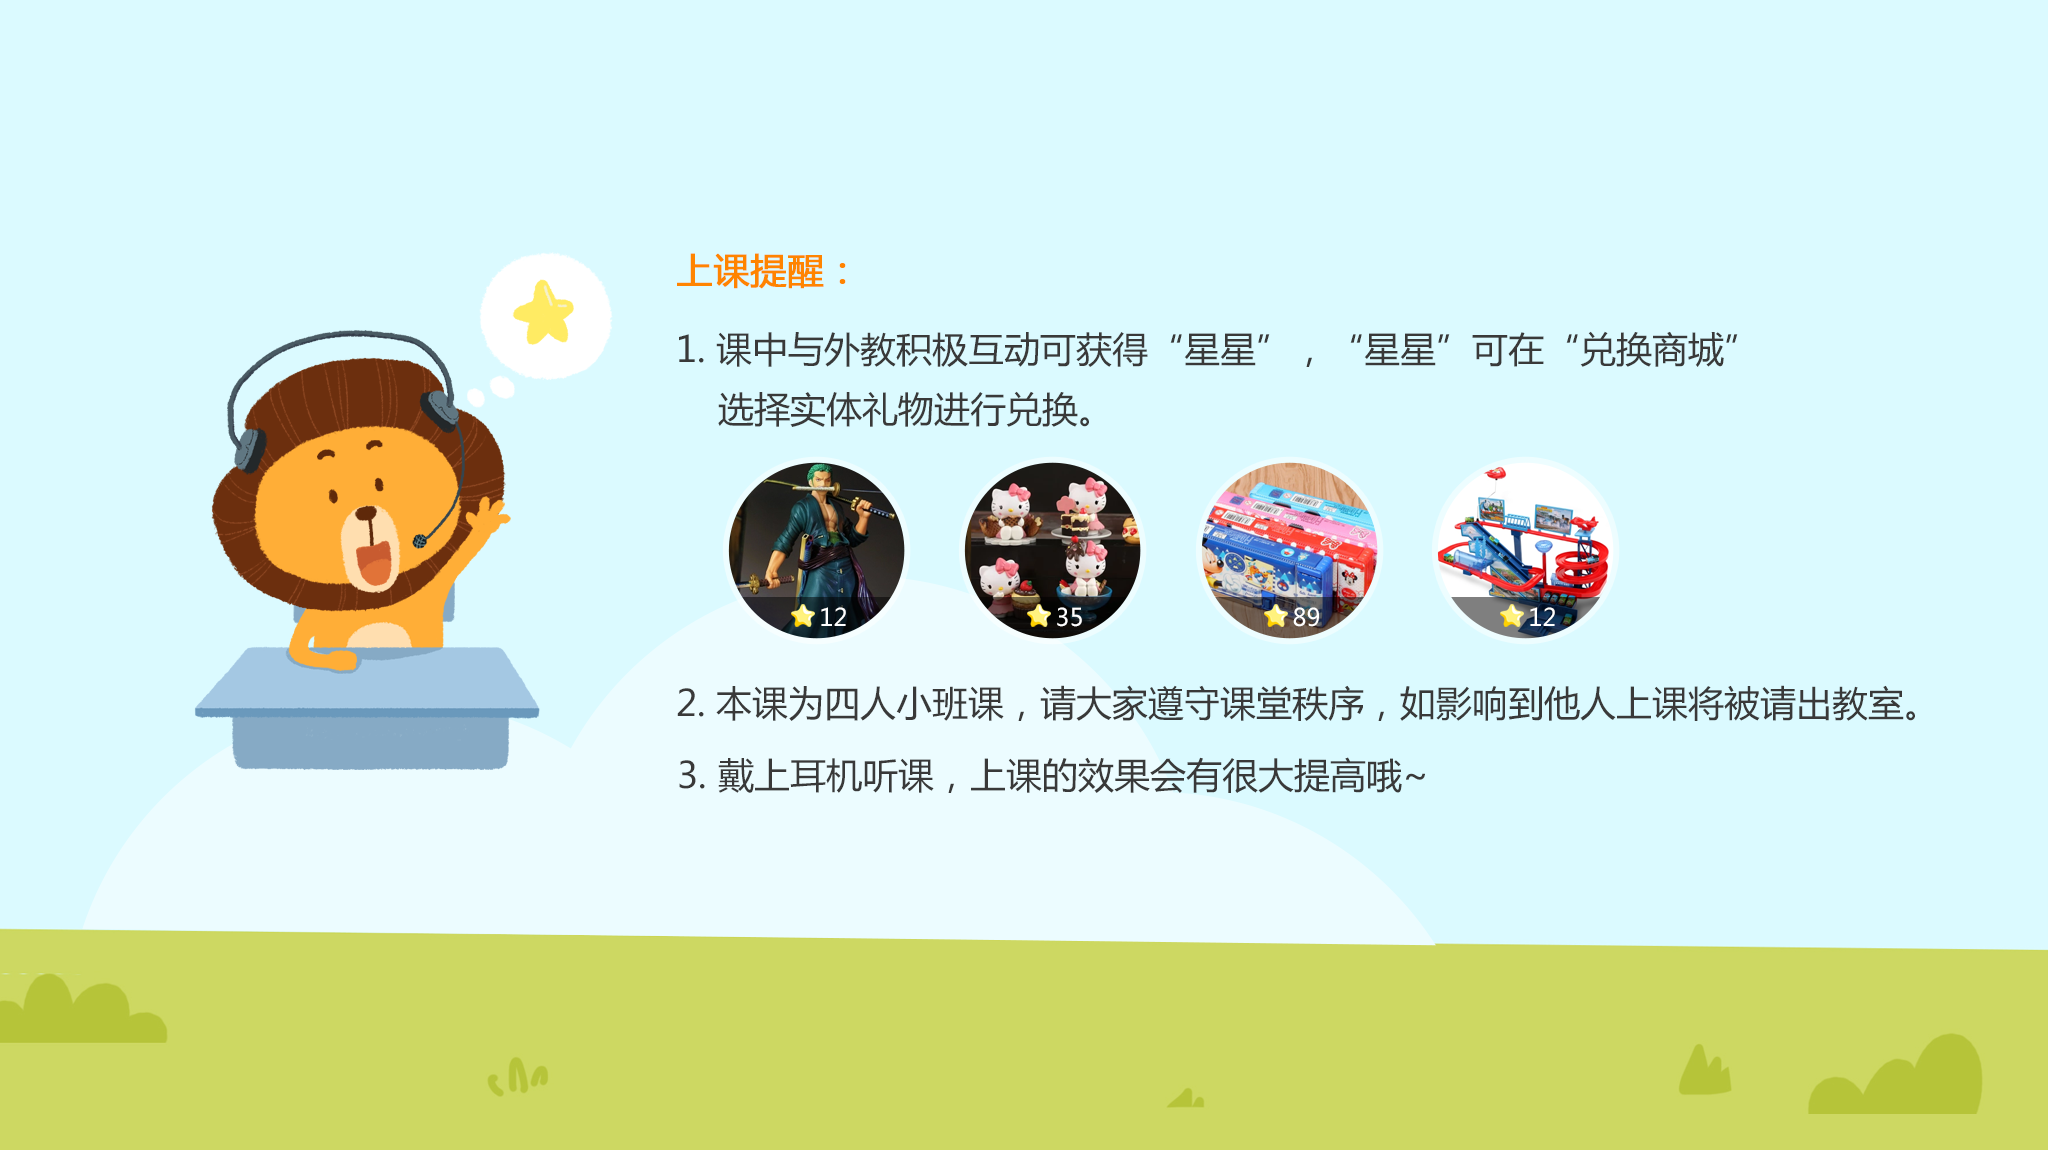 上课提醒：
1. 课中与外教积极互动可获得“星星”，“星星”可在“兑换商城”
选择实体礼物进行兑换。
12
35
89
12
2. 本课为四人小班课，请大家遵守课堂秩序，如影响到他人上课将被请出教室。
3. 戴上耳机听课，上课的效果会有很大提高哦~